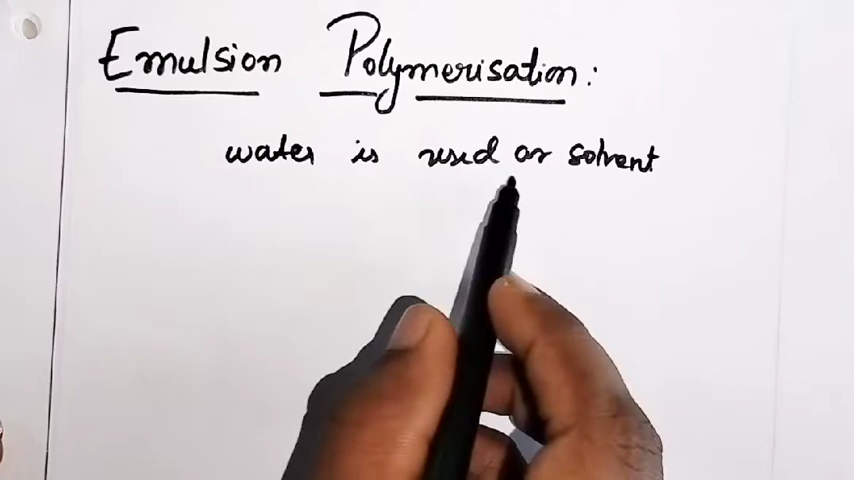 Emulsion Polymerisation:
water is used as solvent